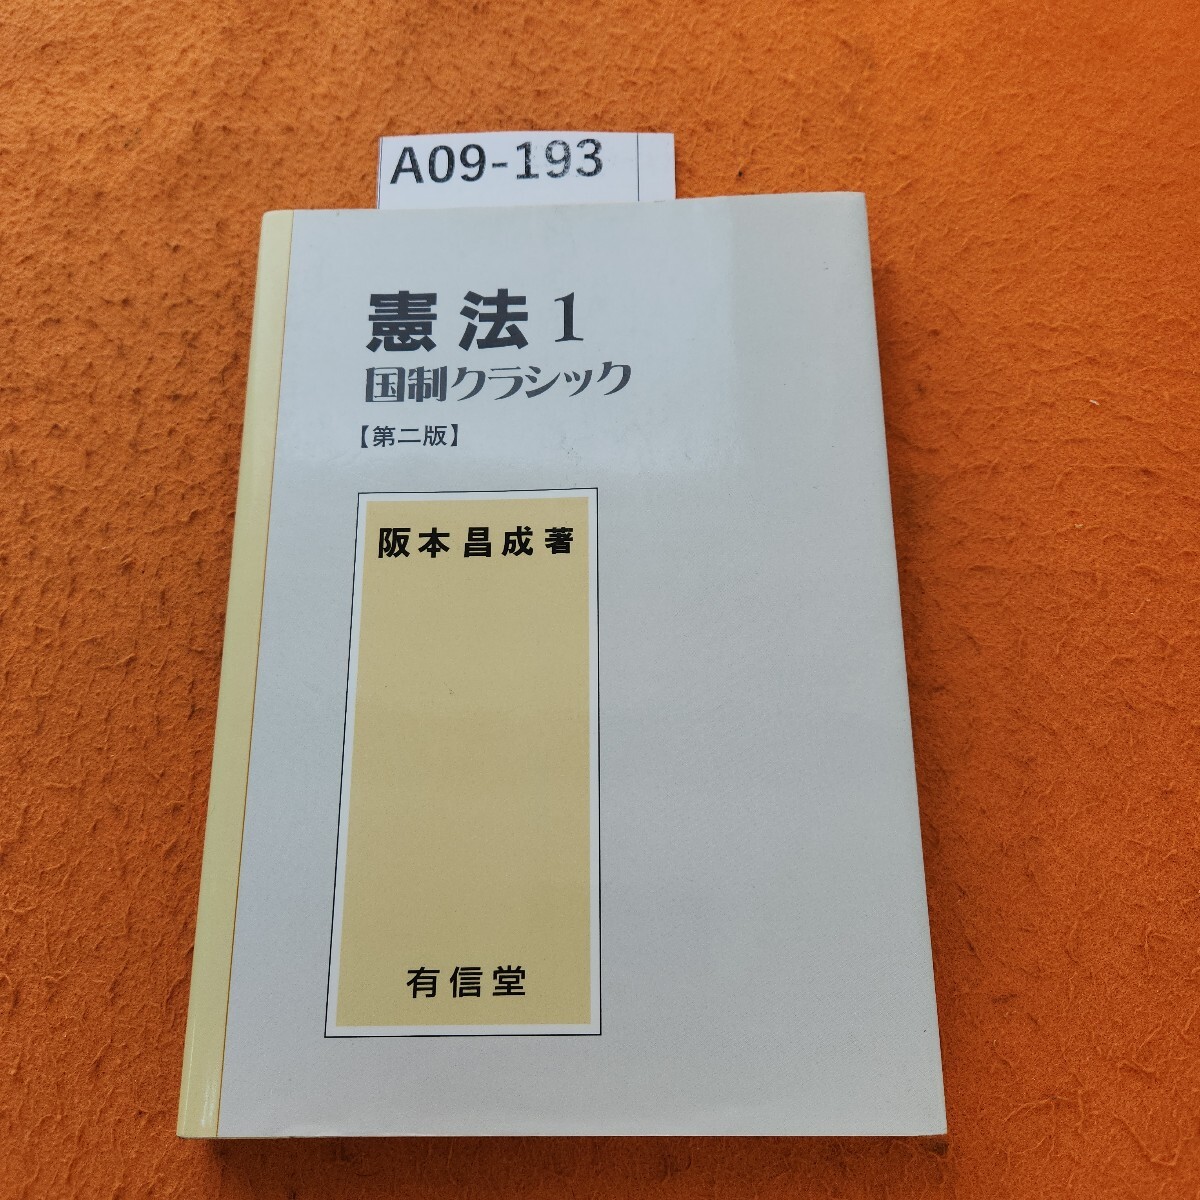 A09-193
憲法1
国制クラシック
【第二版】
阪本昌成著
有信堂